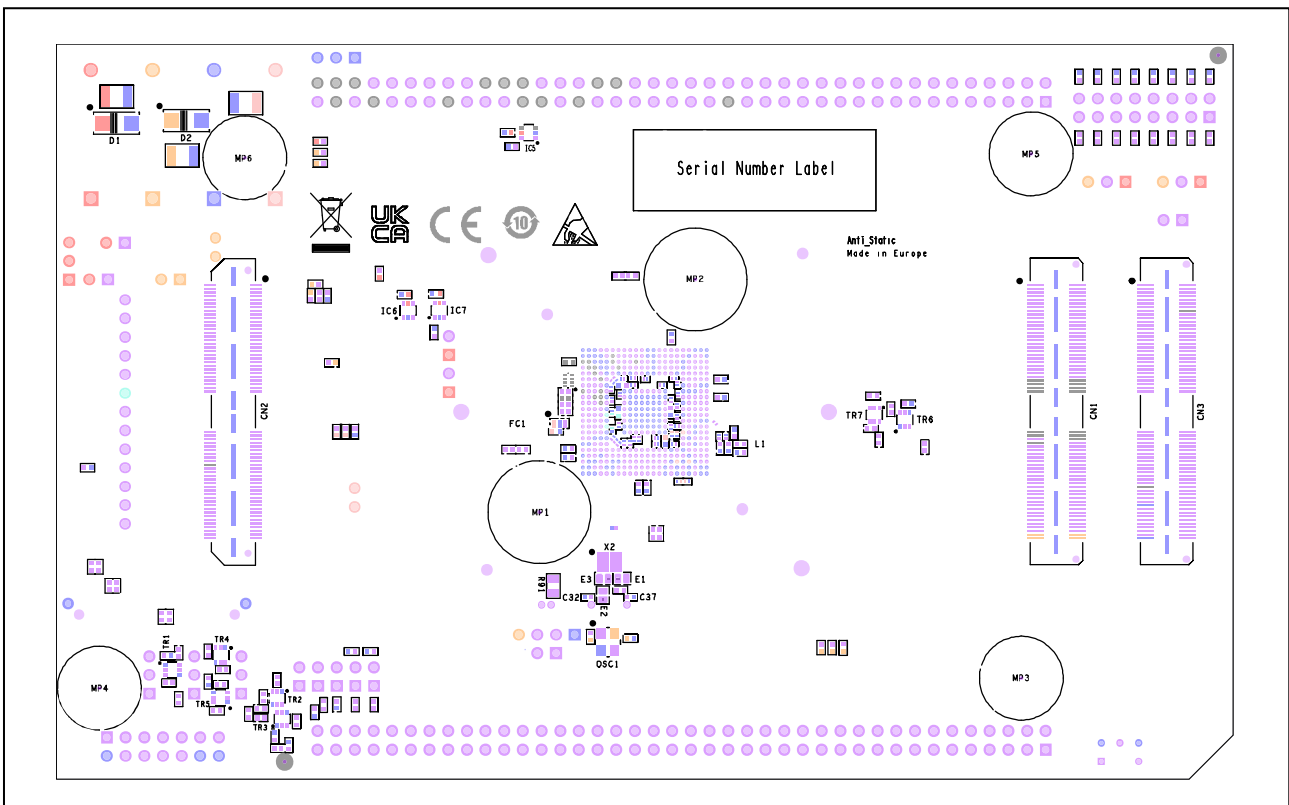 D1
D2
MP6
IC5
Serial Number Label
MP5
UK
CA
CE
10
Anti_Static
Made in Europe
MP2
IC6
IC7
CN2
FC1
L1
TR7
TR6
CN1
CN3
MP1
X2
R91
E3
E1
C32
C37
E2
OSC1
TR1
TR4
MP4
TR5
TR2
TR3
MP3